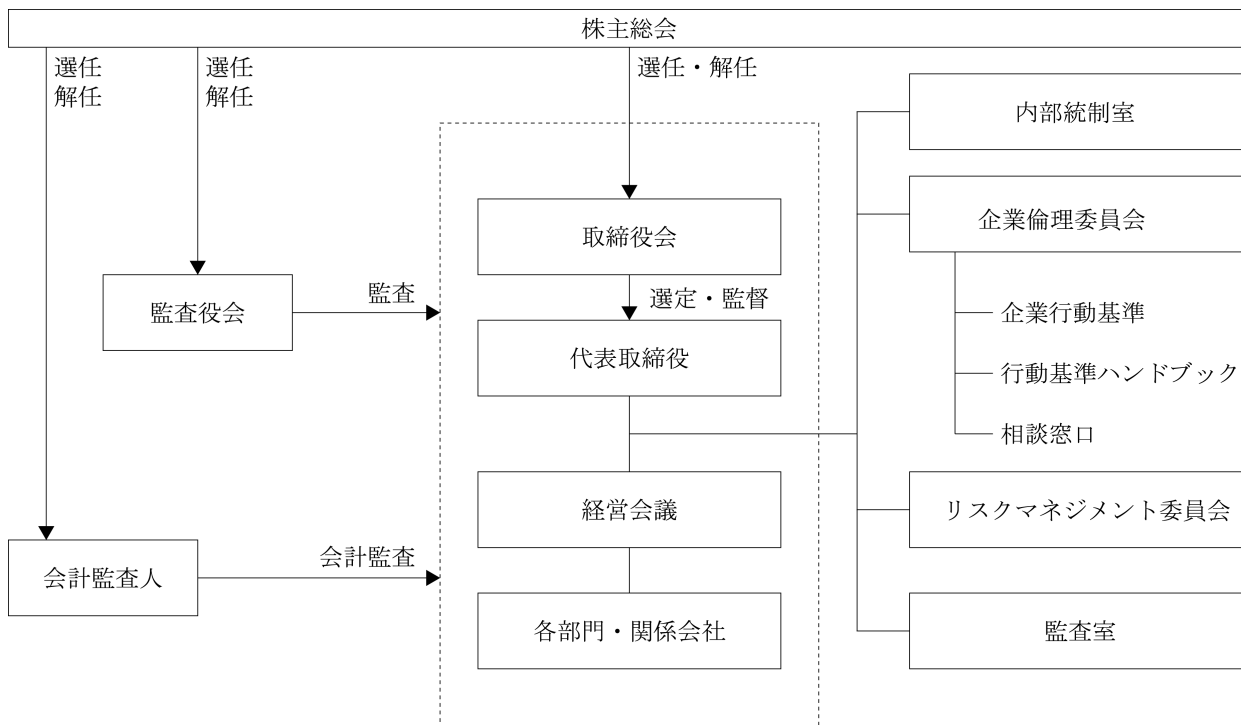 株主総会
選任
解任
選任
解任
選任・解任
内部統制室
企業倫理委員会
取締役会
選定・監督
監査役会
監査
企業行動基準
代表取締役
行動基準ハンドブック
相談窓口
経営会議
リスクマネジメント委員会
会計監査人
会計監査
各部門・関係会社
監査室